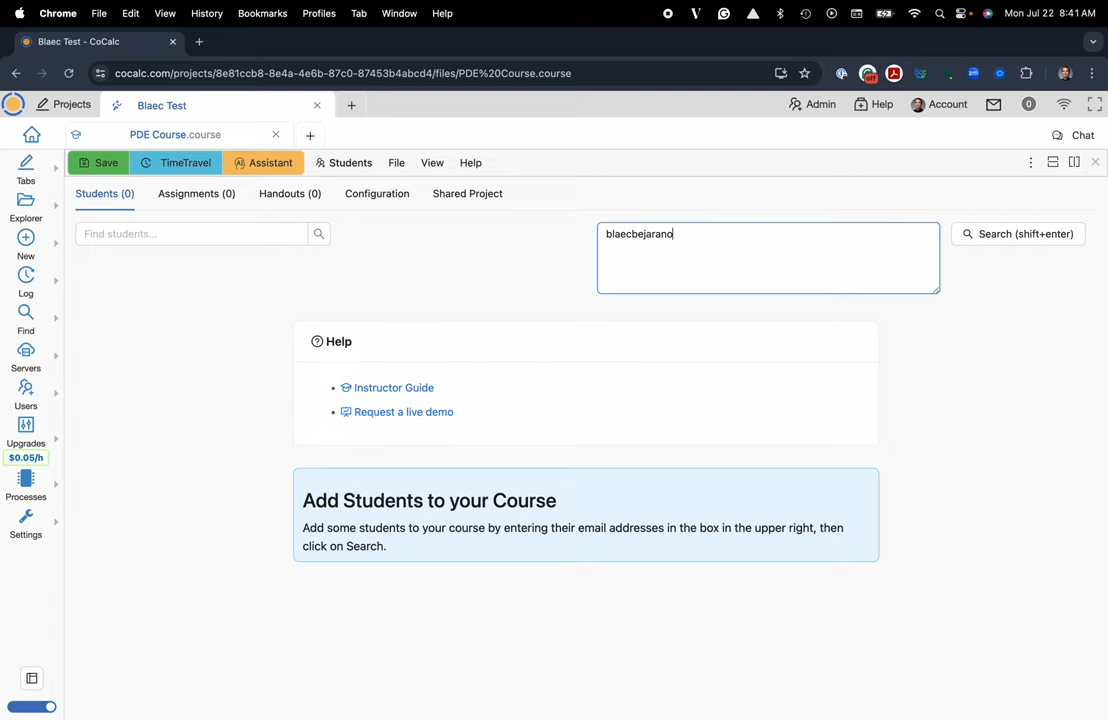 Chrome File Edit View History Bookmarks Profiles Tab Window Help Mon Jul 22 8:41 AM
Blaec Test - CoCalc
cocalc.com/projects/8e81ccb8-8e4a-4e6b-87c0-87453b4abcd4/files/PDE%20Course.course
off
zm
Projects Blaec Test Admin Help Account 0
PDE Course.course Chat
Save TimeTravel AI Assistant Students File View Help
Tabs
Students (0) Assignments (0) Handouts (0) Configuration Shared Project
Explorer
Find students... blaecbejarano Search (shift+enter)
New
Log
Find
Help
Servers
Instructor Guide
Users
Request a live demo
Upgrades
$0.05/h
Processes
Add Students to your Course
Add some students to your course by entering their email addresses in the box in the upper right, then
click on Search.
Settings